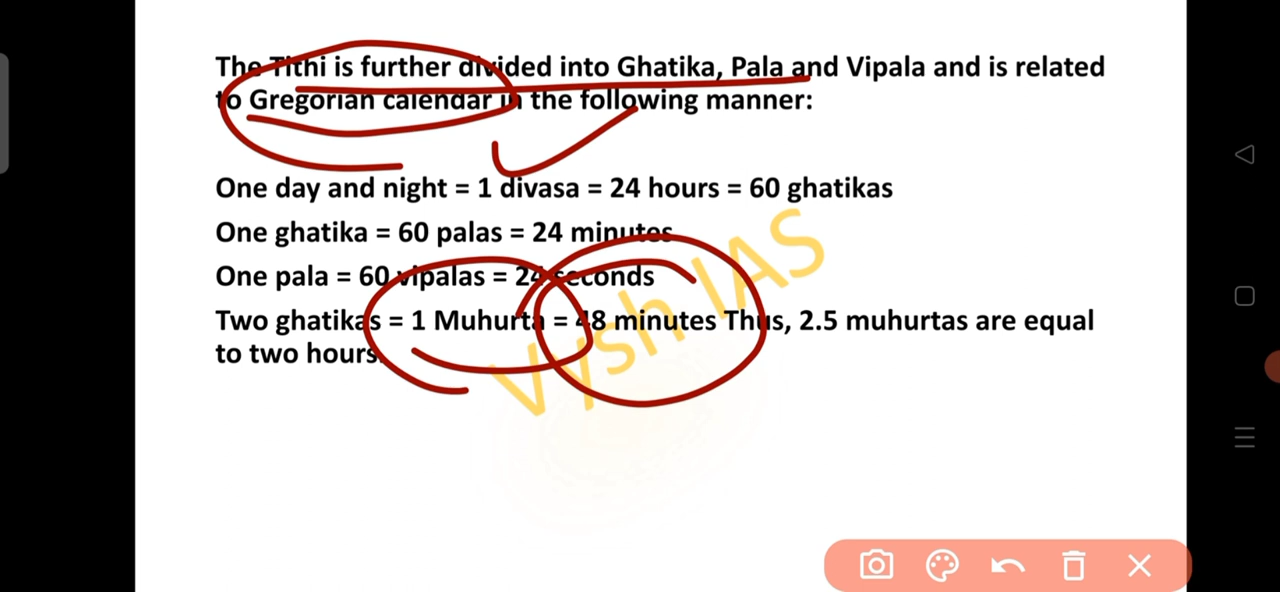 The Tithi is further divided into Ghatika, Pala and Vipala and is related
to Gregorian calendar in the following manner:
One day and night = 1 divasa = 24 hours = 60 ghatikas
One ghatika = 60 palas = 24 minutes
One pala = 60 vipalas = 24 seconds
Two ghatikas = 1 Muhurta = 48 minutes Thus, 2.5 muhurtas are equal
to two hours.
Vysh IAS